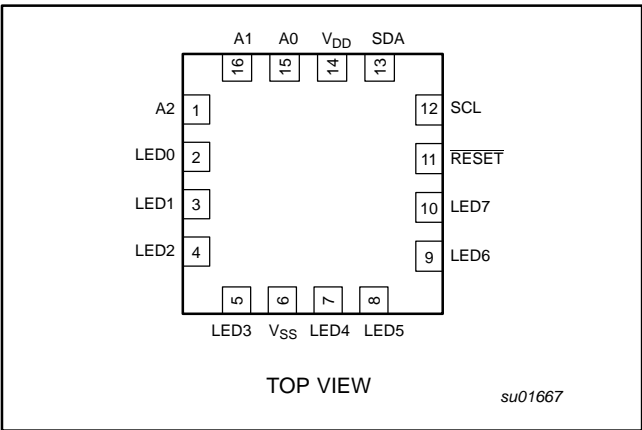 A1 A0 VDD SDA
16 15 14 13
A2 1 12 SCL
LED0 2 11 RESET
LED1 3 10 LED7
LED2 4 9 LED6
5 6 7 8
LED3 VSS LED4 LED5
TOP VIEW
su01667